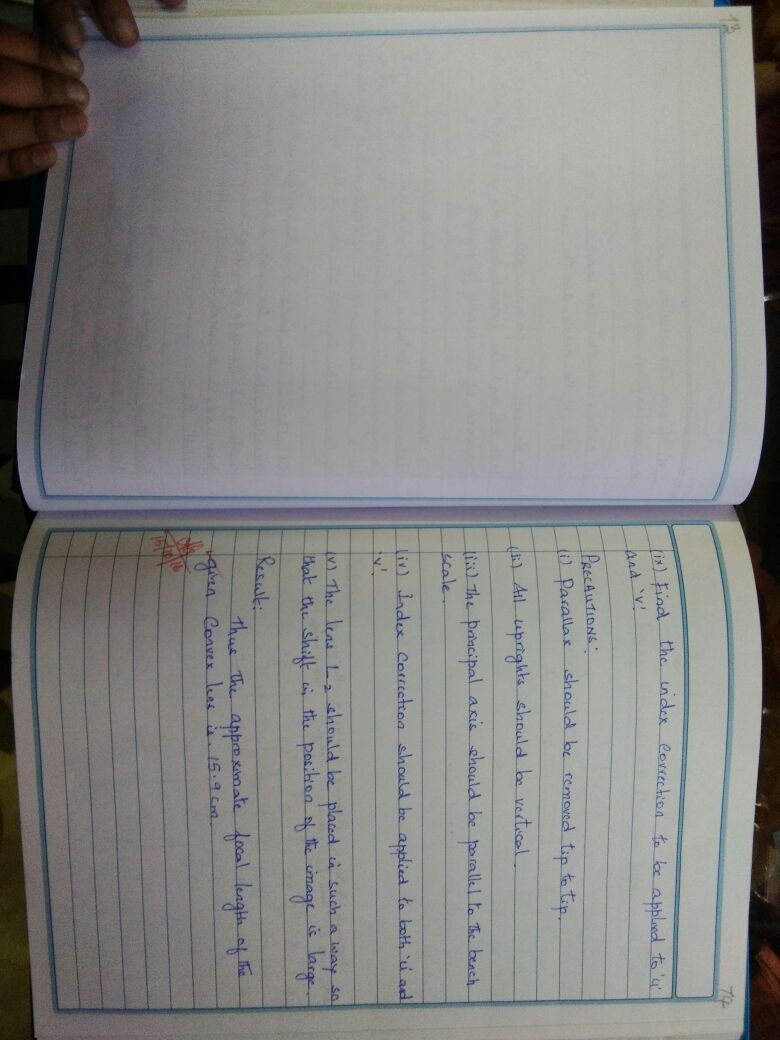 73
74
(ix) Find the index correction to be applied to 'u'
and 'v'.
PRECAUTIONS:
(i) Parallax should be removed tip to tip.
(ii) All uprights should be vertical.
(iii) The principal axis should be parallel to the bench
scale.
(iv) Index correction should be applied to both 'u' and
'v'.
(v) The lens L2 should be placed in such a way so
that the shift in the position of the image is large.
Result:
Thus The approximate focal length of the
given Convex lens is 15.9 cm.
15/10/16